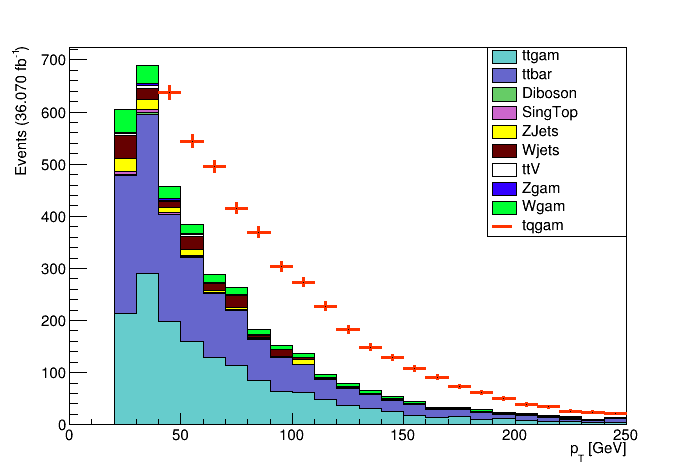 Events (36.070 fb⁻¹)
700
600
500
400
300
200
100
0
ttgam
ttbar
Diboson
SingTop
ZJets
Wjets
ttV
Zgam
Wgam
tqgam
0 50 100 150 200 250
p_T [GeV]